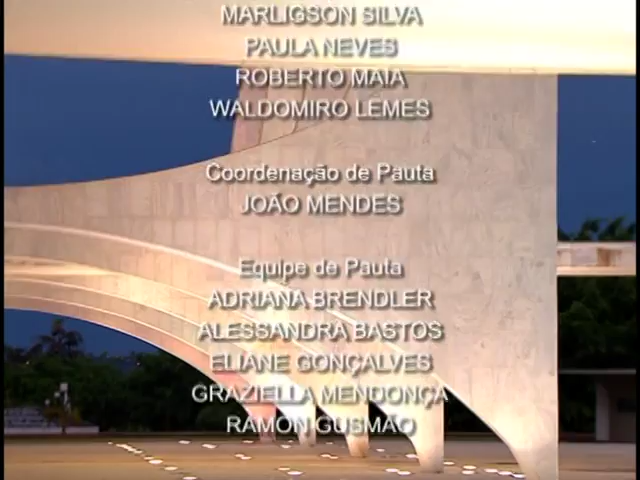 MARLIGSON SILVA
PAULA NEVES
ROBERTO MAIA
WALDOMIRO LEMES
Coordenação de Pauta
JOÃO MENDES
Equipe de Pauta
ADRIANA BRENDLER
ALESSANDRA BASTOS
ELIANE GONÇALVES
GRAZIELLA MENDONÇA
RAMON GUSMÃO